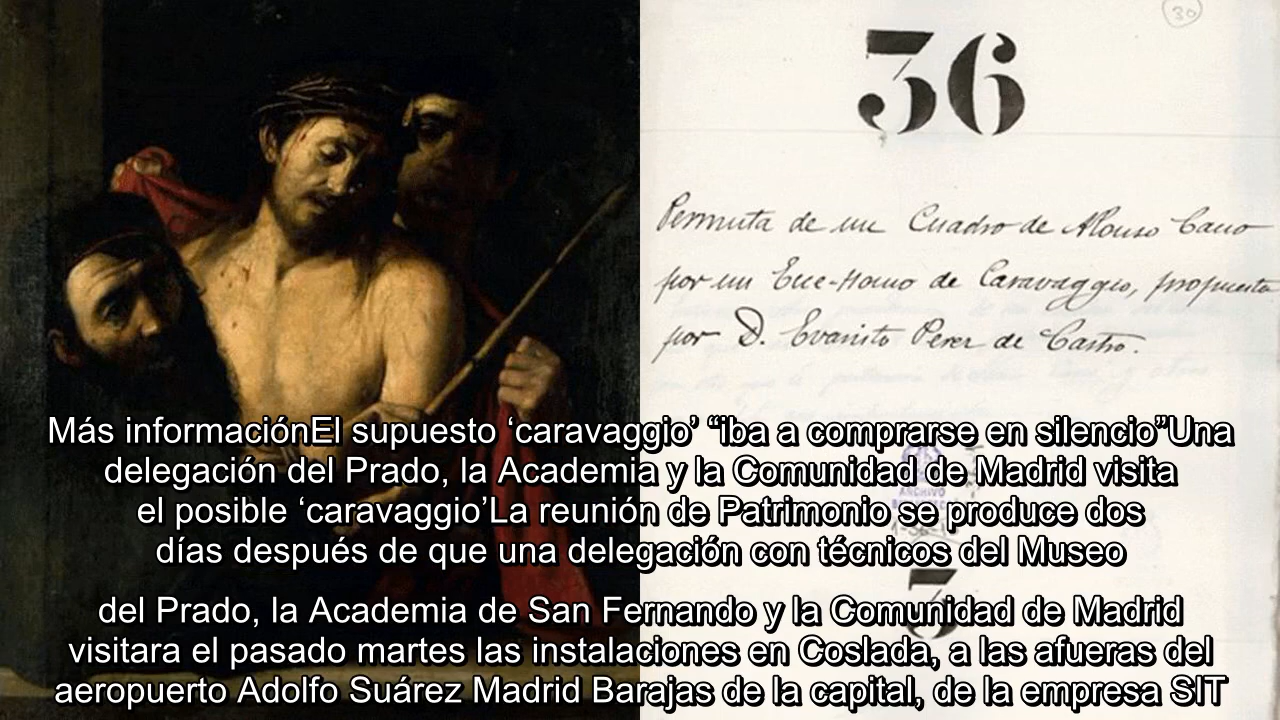 30
36
Permuta de un Cuadro de Alonso Cano
por un Ecce-Homo de Caravaggio, propuesta
por D. Evaristo Perez de Castro.
Más informaciónEl supuesto ‘caravaggio’ “iba a comprarse en silencio”Una
delegación del Prado, la Academia y la Comunidad de Madrid visita
el posible ‘caravaggio’La reunión de Patrimonio se produce dos
días después de que una delegación con técnicos del Museo
ARCHIVO
3
del Prado, la Academia de San Fernando y la Comunidad de Madrid
visitara el pasado martes las instalaciones en Coslada, a las afueras del
aeropuerto Adolfo Suárez Madrid Barajas de la capital, de la empresa SIT